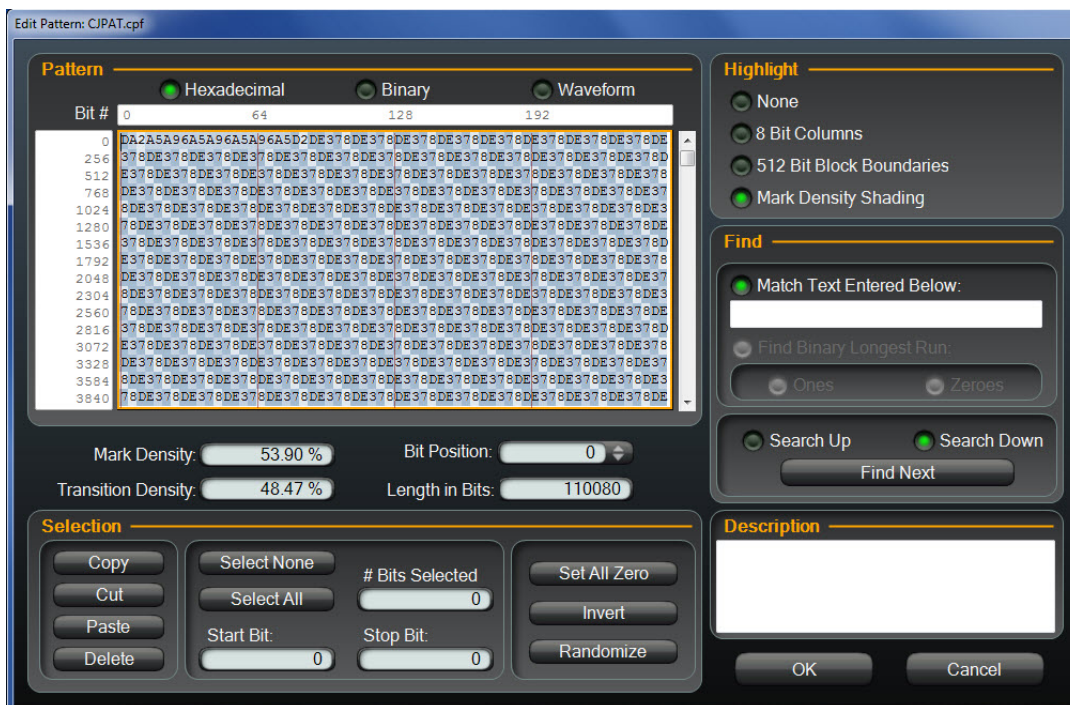 Edit Pattern: CJPAT.cpf
Pattern
Hexadecimal Binary Waveform
Bit # 0 64 128 192
0 DA2A5A96A5A96A5A96A5D2DE378DE378DE378DE378DE378DE378DE378DE378DE
256 378DE378DE378DE378DE378DE378DE378DE378DE378DE378DE378DE378DE378D
512 E378DE378DE378DE378DE378DE378DE378DE378DE378DE378DE378DE378DE378
768 DE378DE378DE378DE378DE378DE378DE378DE378DE378DE378DE378DE378DE37
1024 8DE378DE378DE378DE378DE378DE378DE378DE378DE378DE378DE378DE378DE3
1280 78DE378DE378DE378DE378DE378DE378DE378DE378DE378DE378DE378DE378DE
1536 378DE378DE378DE378DE378DE378DE378DE378DE378DE378DE378DE378DE378D
1792 E378DE378DE378DE378DE378DE378DE378DE378DE378DE378DE378DE378DE378
2048 DE378DE378DE378DE378DE378DE378DE378DE378DE378DE378DE378DE378DE37
2304 8DE378DE378DE378DE378DE378DE378DE378DE378DE378DE378DE378DE378DE3
2560 78DE378DE378DE378DE378DE378DE378DE378DE378DE378DE378DE378DE378DE
2816 378DE378DE378DE378DE378DE378DE378DE378DE378DE378DE378DE378DE378D
3072 E378DE378DE378DE378DE378DE378DE378DE378DE378DE378DE378DE378DE378
3328 DE378DE378DE378DE378DE378DE378DE378DE378DE378DE378DE378DE378DE37
3584 8DE378DE378DE378DE378DE378DE378DE378DE378DE378DE378DE378DE378DE3
3840 78DE378DE378DE378DE378DE378DE378DE378DE378DE378DE378DE378DE378DE
Mark Density: 53.90 % Bit Position: 0
Transition Density: 48.47 % Length in Bits: 110080
Selection
Copy
Cut
Paste
Delete
Select None
Select All
# Bits Selected
0
Start Bit:
0
Stop Bit:
0
Set All Zero
Invert
Randomize
Highlight
None
8 Bit Columns
512 Bit Block Boundaries
Mark Density Shading
Find
Match Text Entered Below:
Find Binary Longest Run:
Ones Zeroes
Search Up Search Down
Find Next
Description
OK Cancel